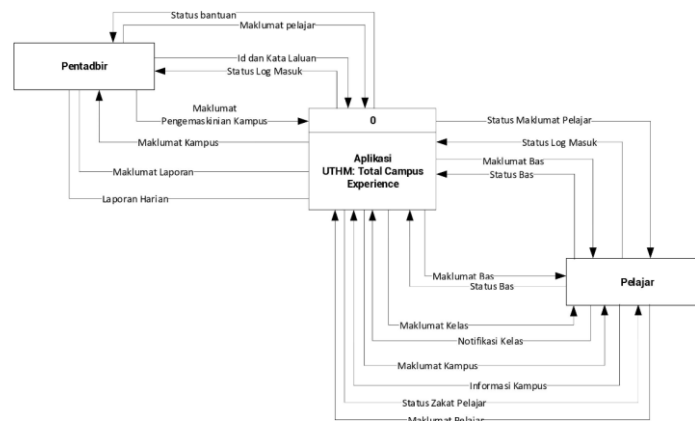 Status bantuan
Maklumat pelajar
Pentadbir
Id dan Kata Laluan
Status Log Masuk
Maklumat
Pengemaskinian Kampus
Maklumat Kampus
Maklumat Laporan
Laporan Harian
0
Aplikasi
UTHM: Total Campus
Experience
Status Maklumat Pelajar
Status Log Masuk
Maklumat Bas
Status Bas
Pelajar
Maklumat Bas
Status Bas
Maklumat Kelas
Notifikasi Kelas
Maklumat Kampus
Informasi Kampus
Status Zakat Pelajar
Maklumat Pelajar